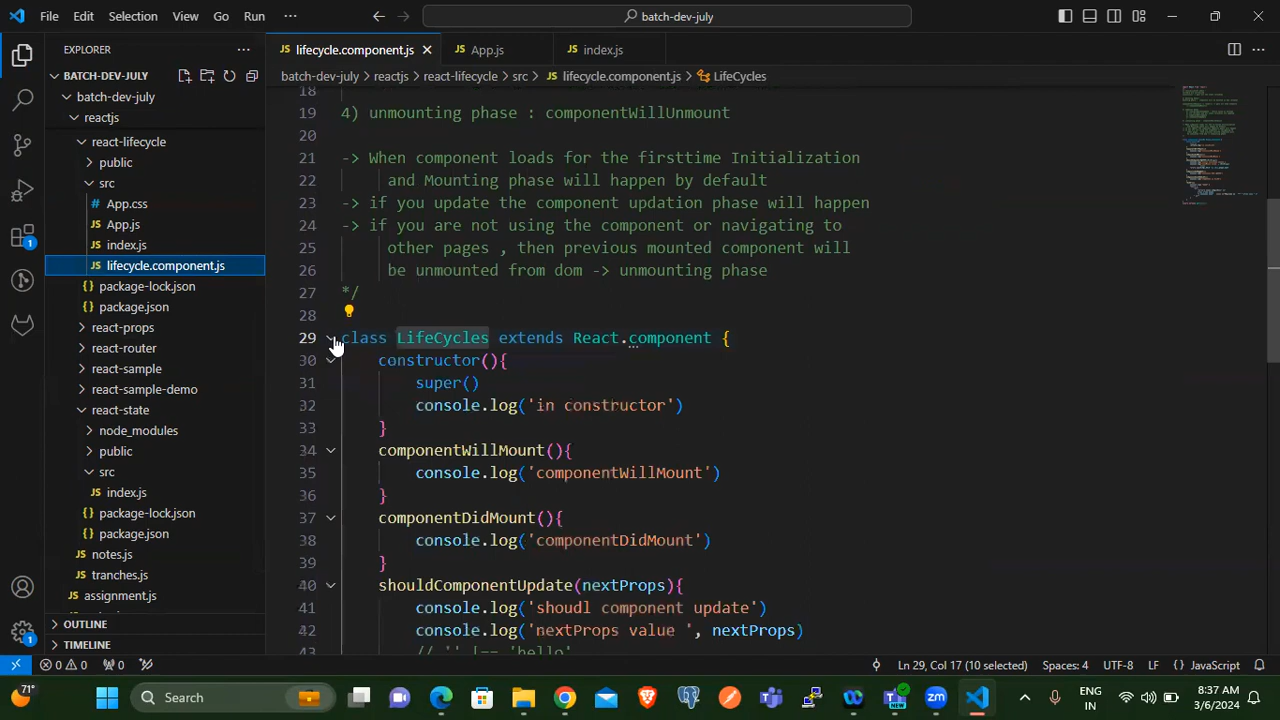 File Edit Selection View Go Run ··· batch-dev-july
EXPLORER ··· lifecycle.component.js App.js index.js
BATCH-DEV-JULY batch-dev-july > reactjs > react-lifecycle > src > lifecycle.component.js > LifeCycles
batch-dev-july
reactjs
react-lifecycle
public
src
App.css
App.js
index.js
lifecycle.component.js
package-lock.json
package.json
react-props
react-router
react-sample
react-sample-demo
react-state
node_modules
public
src
index.js
package-lock.json
package.json
notes.js
tranches.js
assignment.js
OUTLINE
TIMELINE
18
19 4) unmounting phase : componentWillUnmount
20
21 -> When component loads for the firsttime Initialization
22 and Mounting phase will happen by default
23 -> if you update the component updation phase will happen
24 -> if you are not using the component or navigating to
25 other pages , then previous mounted component will
26 be unmounted from dom -> unmounting phase
27 */
28
29 class LifeCycles extends React.component {
30 constructor(){
31 super()
32 console.log('in constructor')
33 }
34 componentWillMount(){
35 console.log('componentWillMount')
36 }
37 componentDidMount(){
38 console.log('componentDidMount')
39 }
40 shouldComponentUpdate(nextProps){
41 console.log('shoudl component update')
42 console.log('nextProps value ', nextProps)
43 // '' !== 'hello'
1
1
0 0 0 Ln 29, Col 17 (10 selected) Spaces: 4 UTF-8 LF {} JavaScript
71° Search ENG IN 8:37 AM 3/6/2024